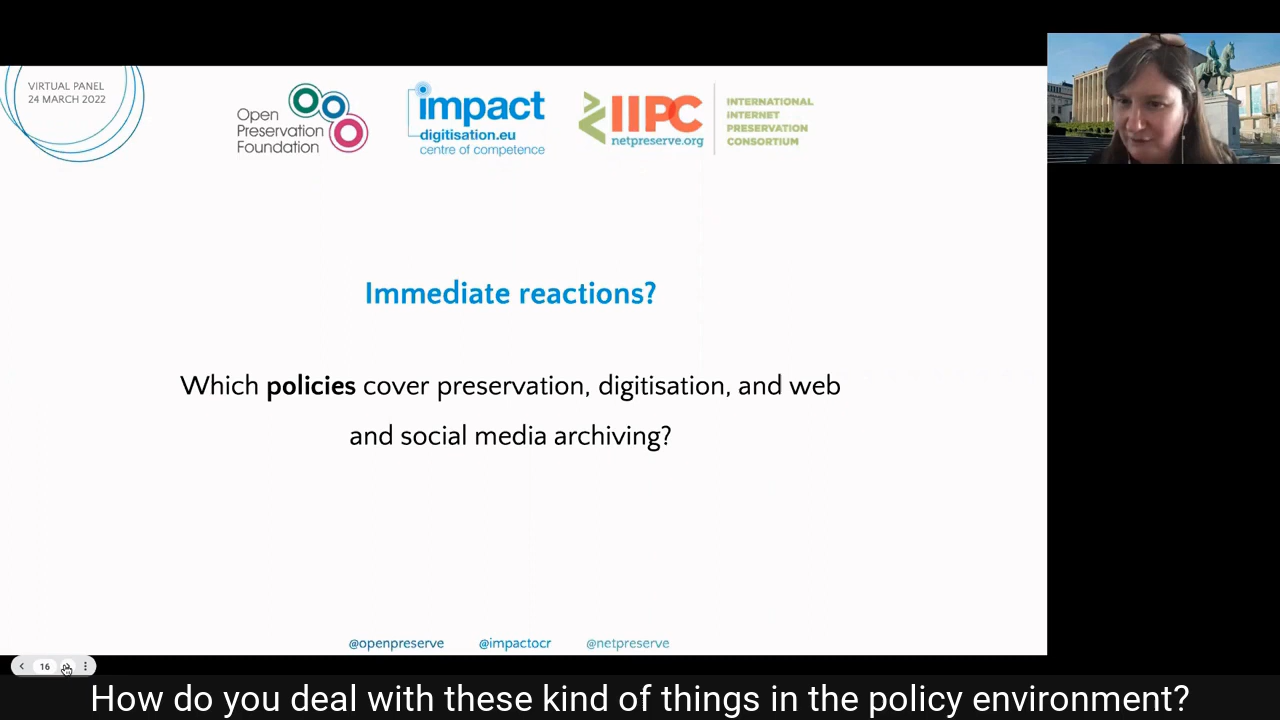 VIRTUAL PANEL
24 MARCH 2022
Open
Preservation
Foundation
impact
digitisation.eu
centre of competence
IIPC
netpreserve.org
INTERNATIONAL
INTERNET
PRESERVATION
CONSORTIUM
Immediate reactions?
Which policies cover preservation, digitisation, and web
and social media archiving?
@openpreserve @impactocr @netpreserve
16
How do you deal with these kind of things in the policy environment?